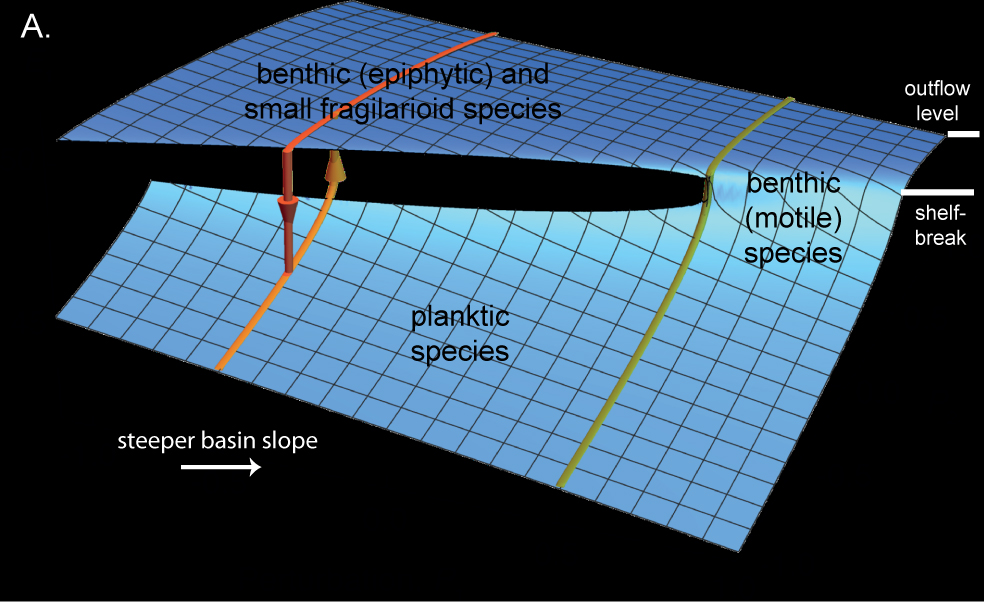 A.
benthic (epiphytic) and
small fragilarioid species
outflow
level
benthic
(motile)
species
shelf-
break
planktic
species
steeper basin slope